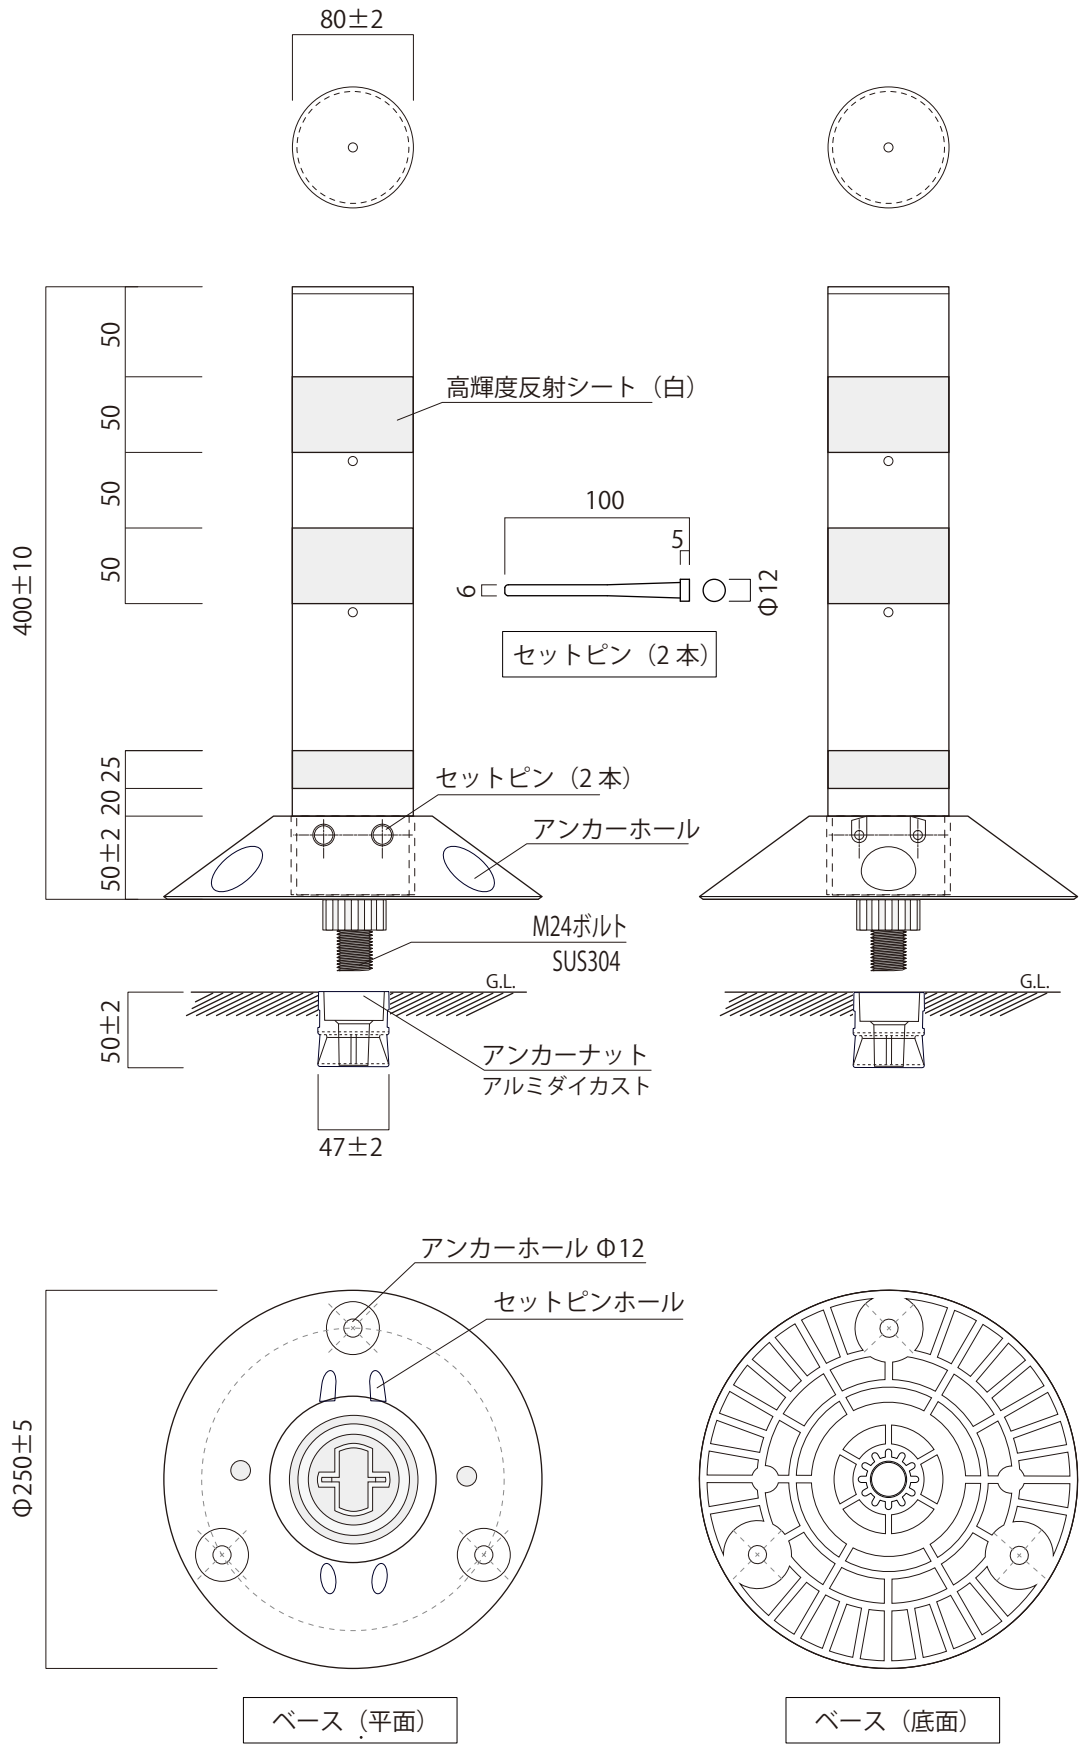 80±2
50
50
50
50
400±10
高輝度反射シート（白）
100
5
6
Φ12
セットピン（2 本）
25
20
50±2
セットピン（2 本）
アンカーホール
M24ボルト
SUS304
G.L.
G.L.
50±2
アンカーナット
アルミダイカスト
47±2
アンカーホール Φ12
セットピンホール
Φ250±5
ベース（平面）
ベース（底面）